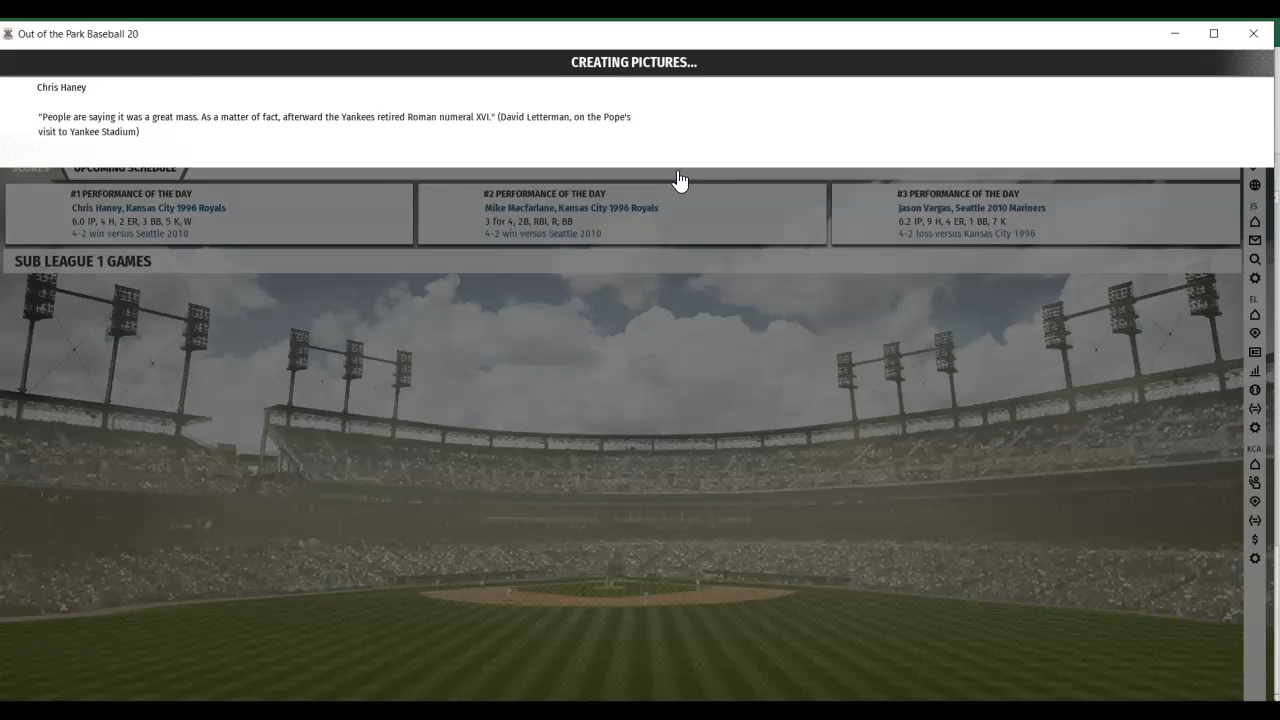 Out of the Park Baseball 20
CREATING PICTURES...
Chris Haney
"People are saying it was a great mass. As a matter of fact, afterward the Yankees retired Roman numeral XVI." (David Letterman, on the Pope's
visit to Yankee Stadium)
SCORES UPCOMING SCHEDULE
#1 PERFORMANCE OF THE DAY
Chris Haney, Kansas City 1996 Royals
6.0 IP, 4 H, 2 ER, 3 BB, 5 K, W
4-2 win versus Seattle 2010
#2 PERFORMANCE OF THE DAY
Mike Macfarlane, Kansas City 1996 Royals
3 for 4, 2B, RBI, R, BB
4-2 win versus Seattle 2010
#3 PERFORMANCE OF THE DAY
Jason Vargas, Seattle 2010 Mariners
6.2 IP, 9 H, 4 ER, 1 BB, 7 K
4-2 loss versus Kansas City 1996
SUB LEAGUE 1 GAMES
JS
EL
KCA